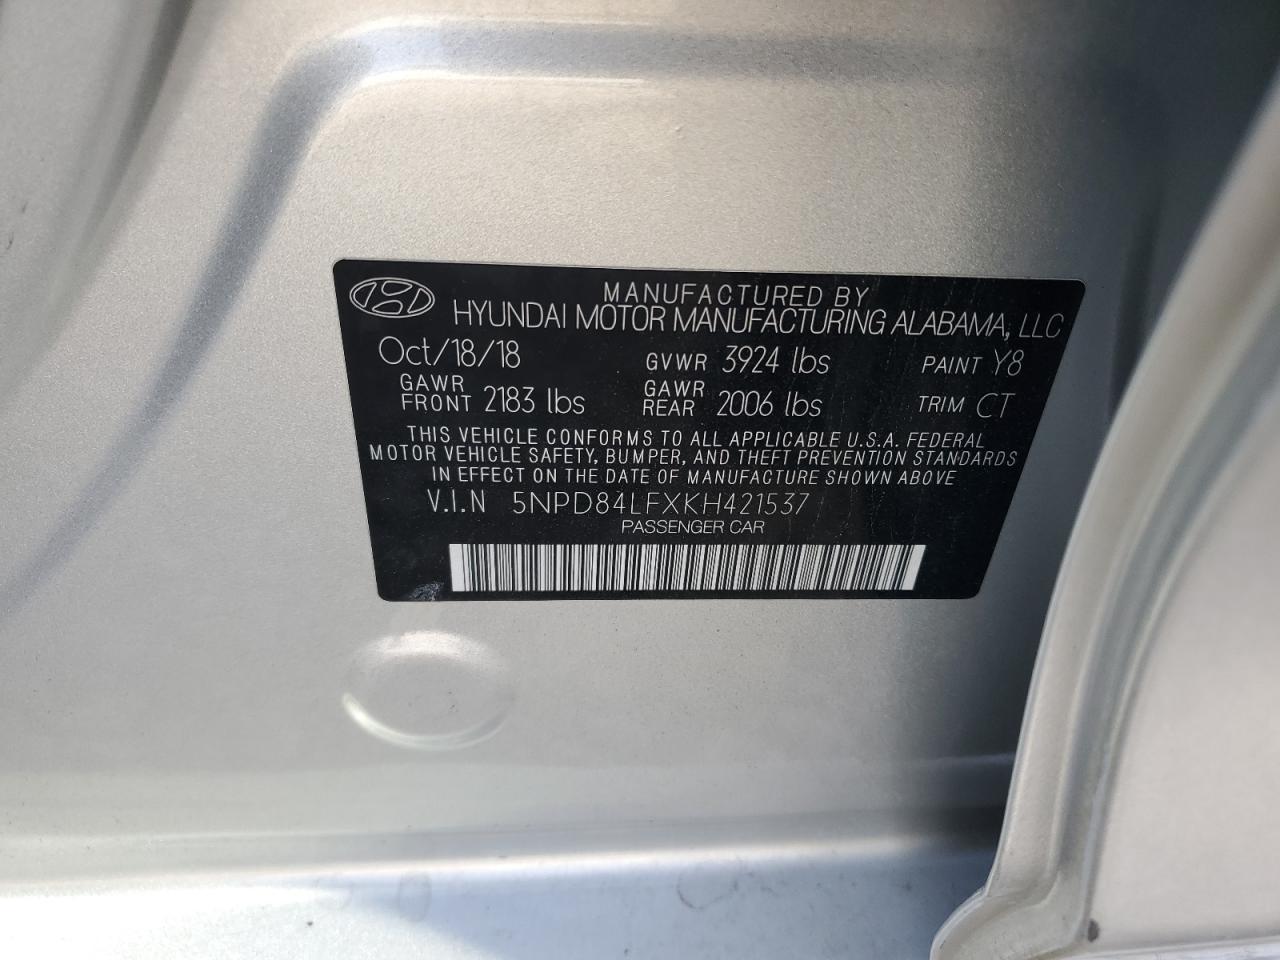 MANUFACTURED BY
HYUNDAI MOTOR MANUFACTURING ALABAMA, LLC
Oct/18/18 GVWR 3924 lbs PAINT Y8
GAWR FRONT 2183 lbs GAWR REAR 2006 lbs TRIM CT
THIS VEHICLE CONFORMS TO ALL APPLICABLE U.S.A. FEDERAL
MOTOR VEHICLE SAFETY, BUMPER, AND THEFT PREVENTION STANDARDS
IN EFFECT ON THE DATE OF MANUFACTURE SHOWN ABOVE
V.I.N 5NPD84LFXKH421537
PASSENGER CAR